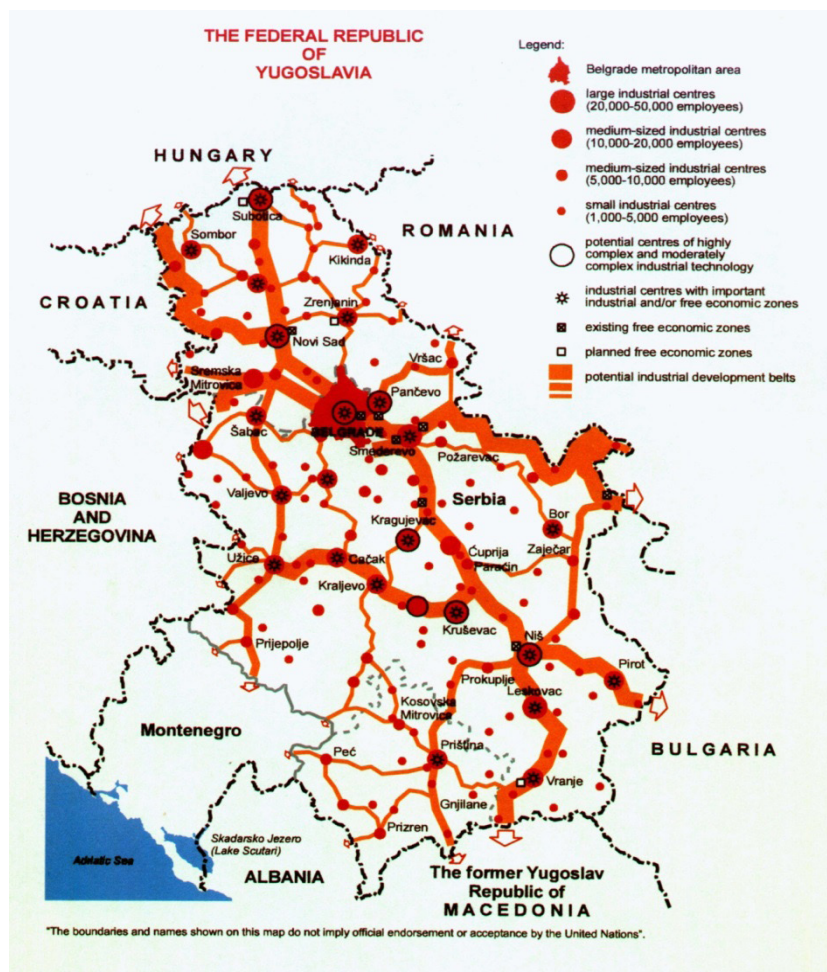 THE FEDERAL REPUBLIC
OF
YUGOSLAVIA
Legend:
Belgrade metropolitan area
large industrial centres
(20,000-50,000 employees)
medium-sized industrial centres
(10,000-20,000 employees)
medium-sized industrial centres
(5,000-10,000 employees)
small industrial centres
(1,000-5,000 employees)
potential centres of highly
complex and moderately
complex industrial technology
industrial centres with important
industrial and/or free economic zones
existing free economic zones
planned free economic zones
potential industrial development belts
HUNGARY
ROMANIA
CROATIA
Subotica
Sombor
Kikinda
Zrenjanin
Novi Sad
Vršac
Sremska
Mitrovica
Pančevo
BELGRADE
Šabac
Smederevo
Požarevac
BOSNIA
AND
HERZEGOVINA
Valjevo
Serbia
Kragujevac
Bor
Zaječar
Užice
Čačak
Ćuprija
Paraćin
Kraljevo
Kruševac
Niš
Prijepolje
Pirot
Prokuplje
Leskovac
Kosovska
Mitrovica
Montenegro
Peć
Priština
BULGARIA
Vranje
Gnjilane
Prizren
Skadarsko Jezero
(Lake Scutari)
Adriatic Sea
ALBANIA
The former Yugoslav
Republic of
MACEDONIA
"The boundaries and names shown on this map do not imply official endorsement or acceptance by the United Nations".